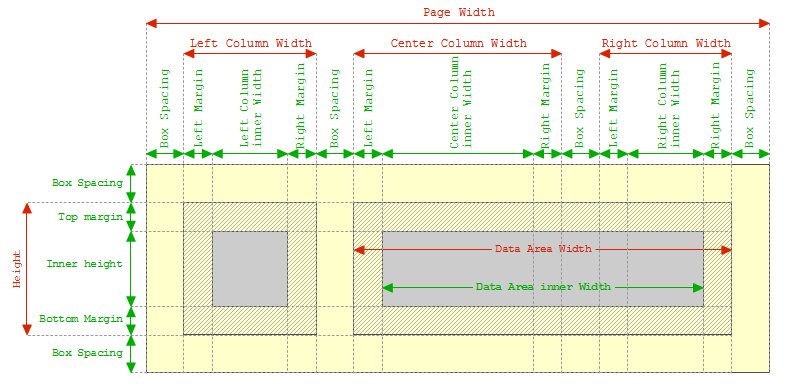 Page Width
Left Column Width
Center Column Width
Right Column Width
Box Spacing
Left Margin
Left Column
inner Width
Right Margin
Box Spacing
Left Margin
Center Column
inner Width
Right Margin
Box Spacing
Left Margin
Right Column
inner Width
Right Margin
Box Spacing
Box Spacing
Top margin
Height
Inner height
Data Area Width
Data Area inner Width
Bottom Margin
Box Spacing